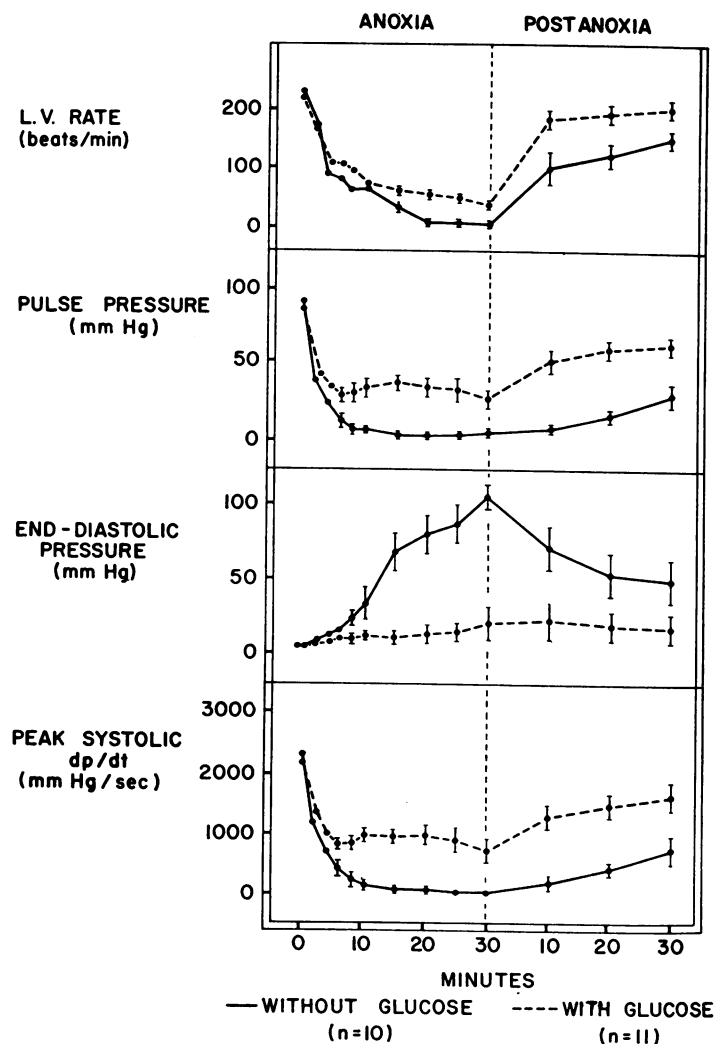 ANOXIA POSTANOXIA
L.V. RATE
(beats/min)
200
100
0
PULSE PRESSURE
(mm Hg)
100
50
0
END-DIASTOLIC
PRESSURE
(mm Hg)
100
50
0
PEAK SYSTOLIC
dp/dt
(mm Hg/sec)
3000
2000
1000
0
0 10 20 30 10 20 30
MINUTES
WITHOUT GLUCOSE
(n=10)
WITH GLUCOSE
(n=11)